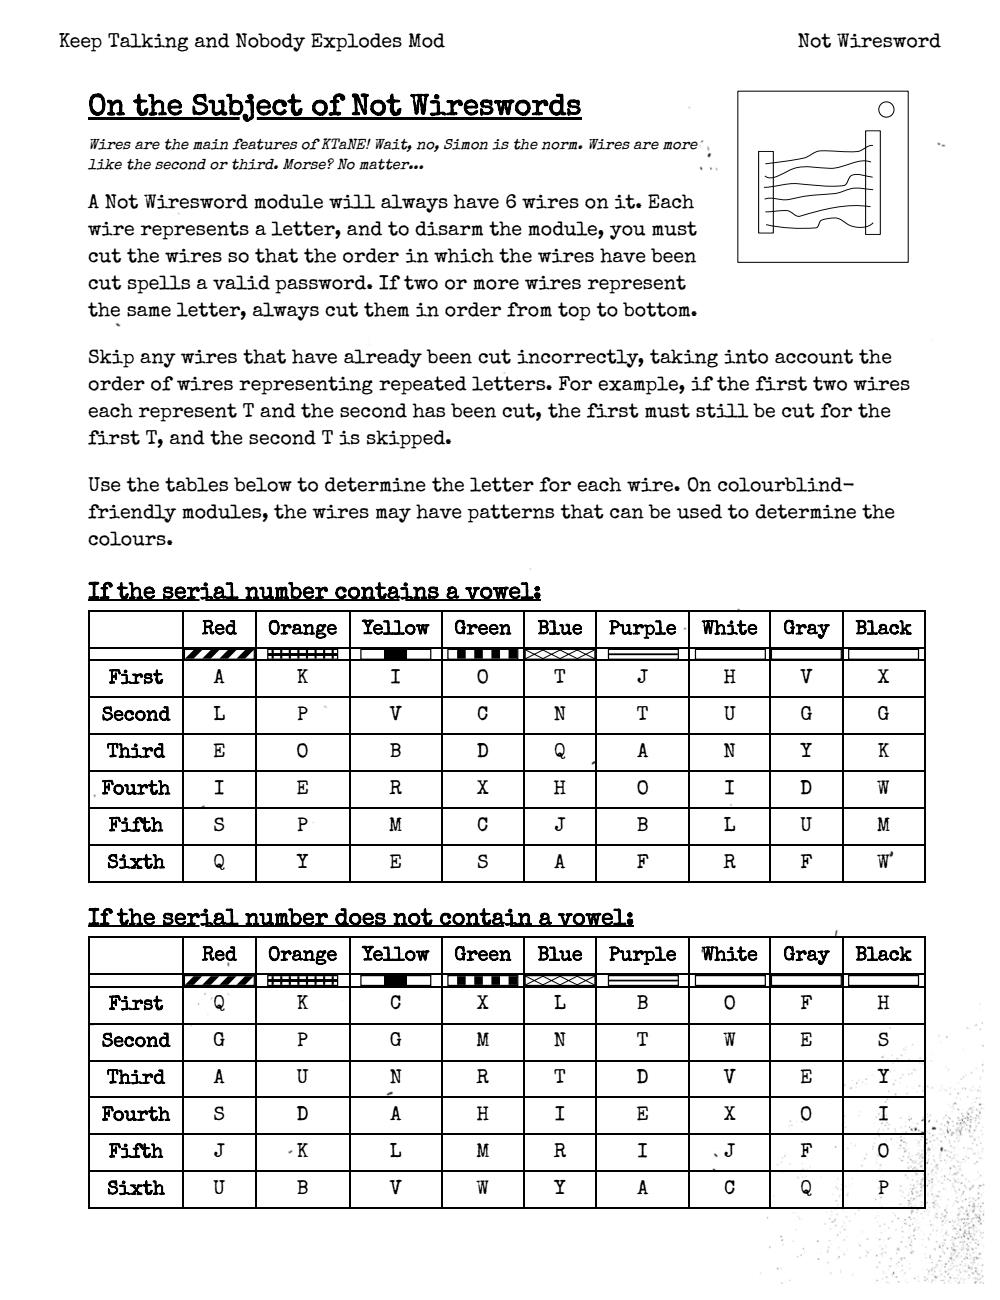 Keep Talking and Nobody Explodes Mod Not Wiresword
On the Subject of Not Wireswords
Wires are the main features of KTaNE! Wait, no, Simon is the norm. Wires are more
like the second or third. Morse? No matter...
A Not Wiresword module will always have 6 wires on it. Each
wire represents a letter, and to disarm the module, you must
cut the wires so that the order in which the wires have been
cut spells a valid password. If two or more wires represent
the same letter, always cut them in order from top to bottom.
Skip any wires that have already been cut incorrectly, taking into account the
order of wires representing repeated letters. For example, if the first two wires
each represent T and the second has been cut, the first must still be cut for the
first T, and the second T is skipped.
Use the tables below to determine the letter for each wire. On colourblind-
friendly modules, the wires may have patterns that can be used to determine the
colours.
If the serial number contains a vowel:
Red Orange Yellow Green Blue Purple White Gray Black
First A K I O T J H V X
Second L P V C N T U G G
Third E O B D Q A N Y K
Fourth I E R X H O I D W
Fifth S P M C J B L U M
Sixth Q Y E S A F R F W
If the serial number does not contain a vowel:
Red Orange Yellow Green Blue Purple White Gray Black
First Q K C X L B O F H
Second G P G M N T W E S
Third A U N R T D V E Y
Fourth S D A H I E X O I
Fifth J K L M R I J F O
Sixth U B V W Y A C Q P